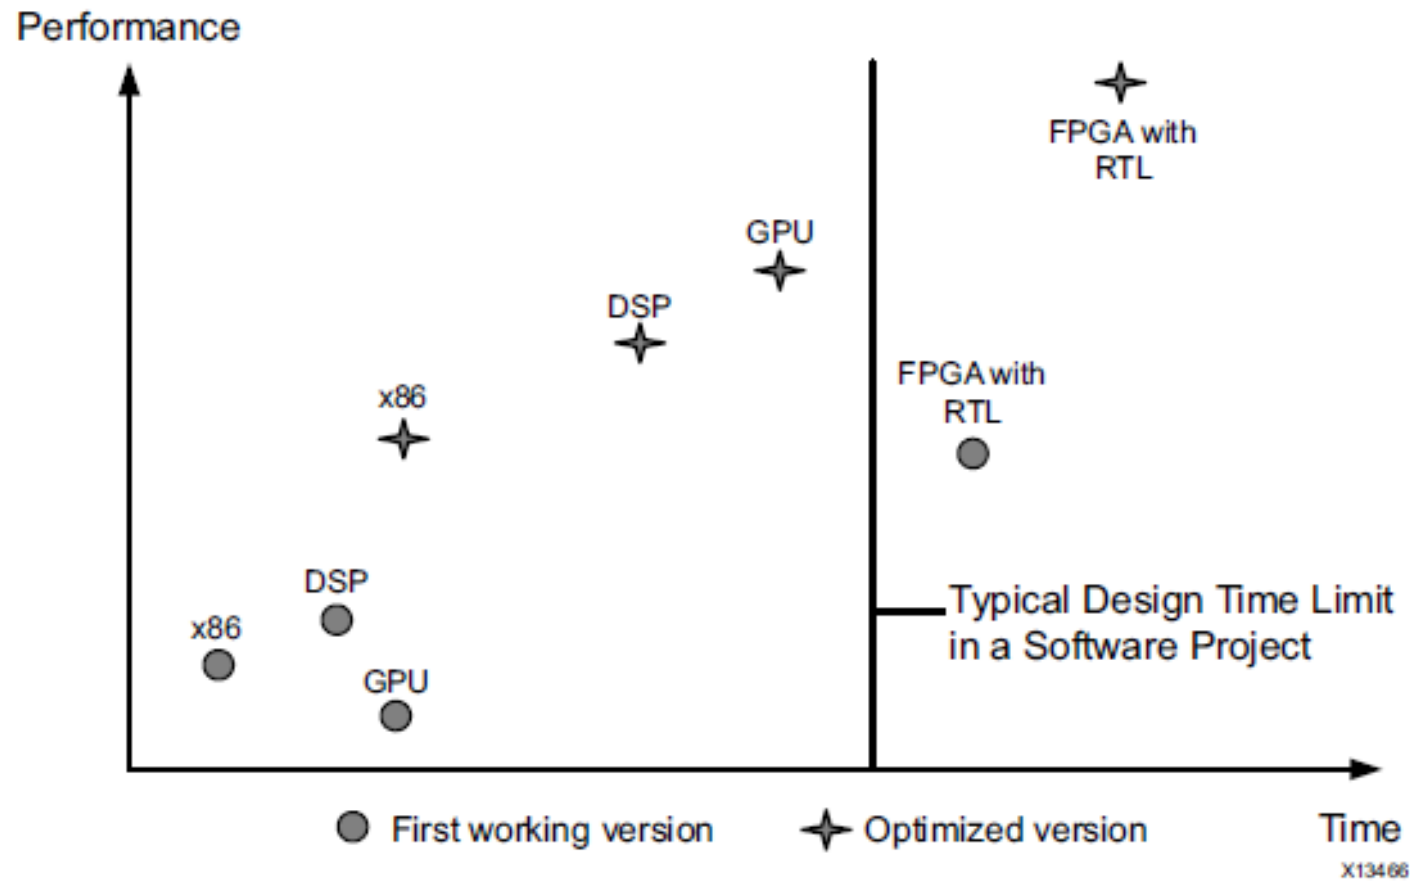 Performance
FPGA with
RTL
GPU
DSP
FPGA with
RTL
x86
DSP
x86
GPU
Typical Design Time Limit
in a Software Project
First working version
Optimized version
Time
X13466